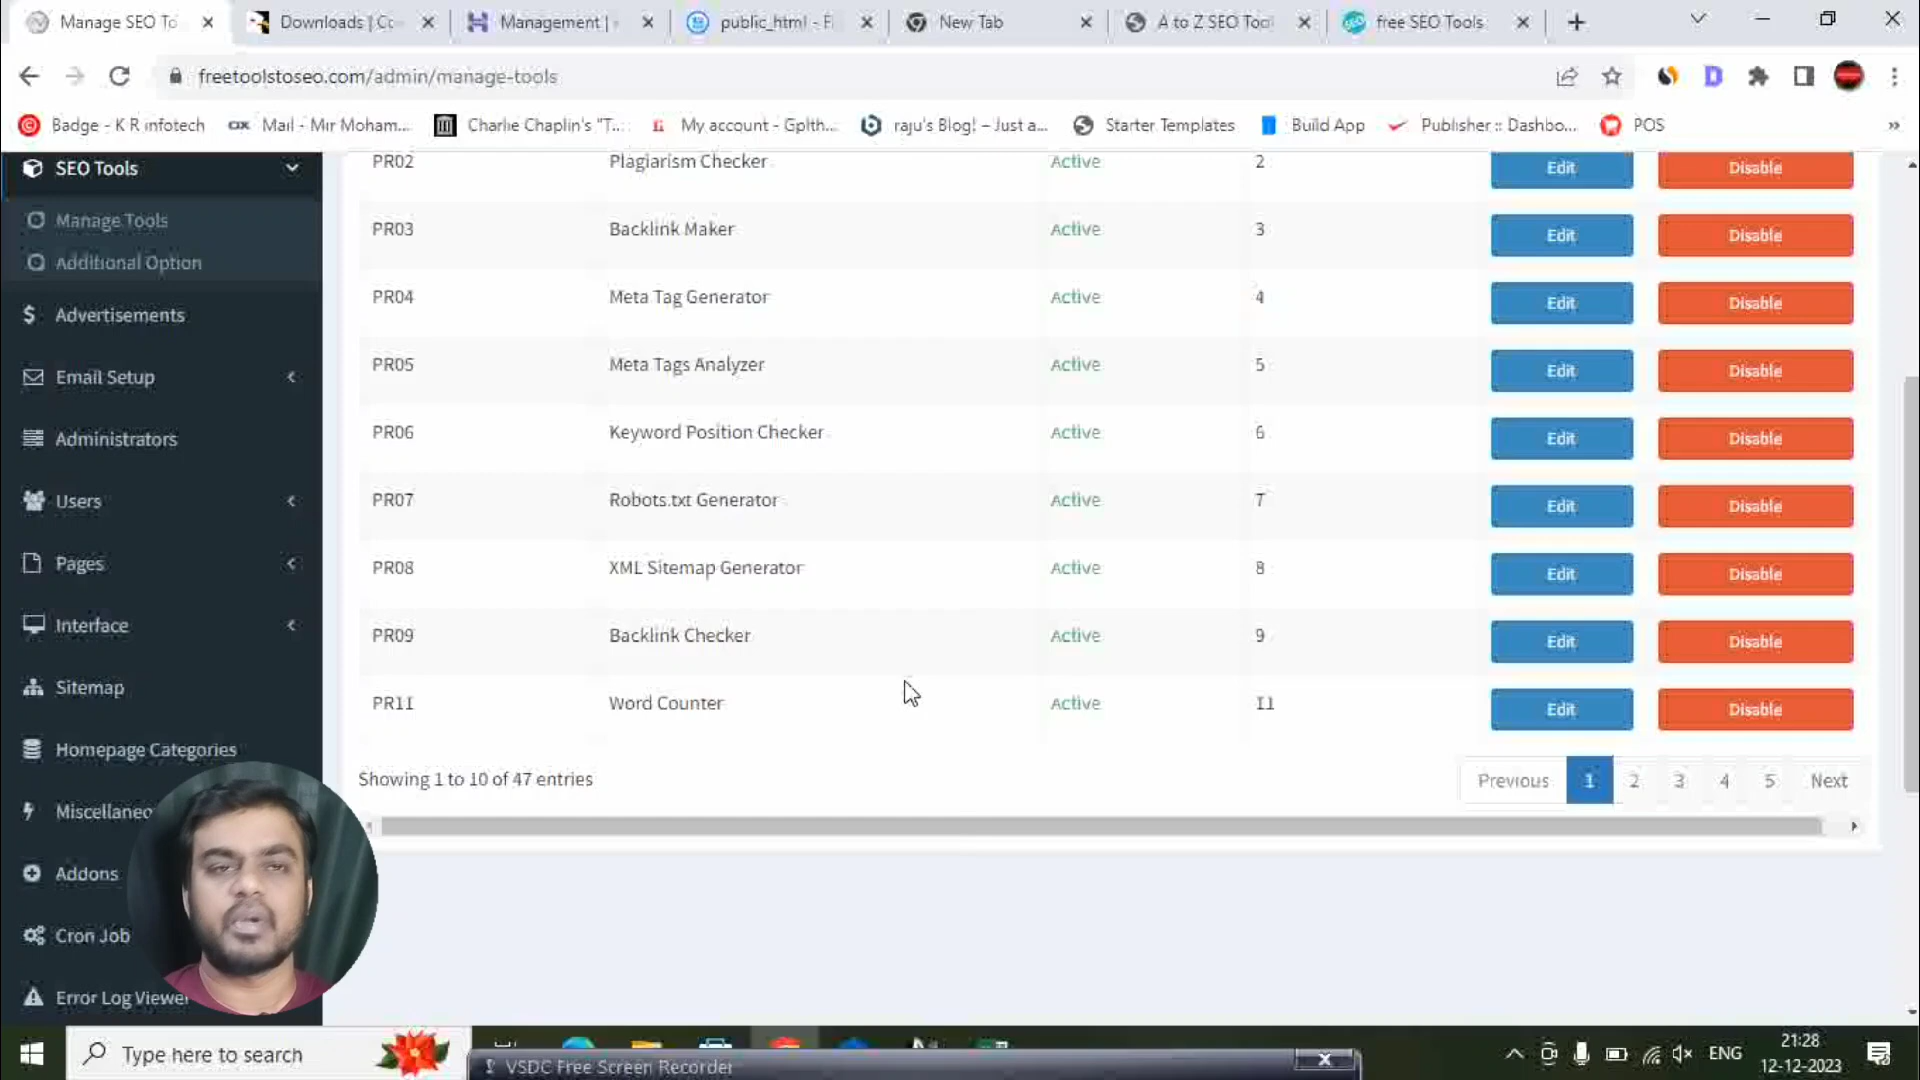 Manage SEO To
Downloads | Co
Management |
public_html - Fi
New Tab
A to Z SEO Tool
free SEO Tools
freetoolstoseo.com/admin/manage-tools
Badge - K R infotech
Mail - Mir Moham...
Charlie Chaplin's "T...
My account - Gplth...
raju's Blog! – Just a...
Starter Templates
Build App
Publisher :: Dashbo...
POS
»
SEO Tools
Manage Tools
Additional Option
Advertisements
Email Setup
Administrators
Users
Pages
Interface
Sitemap
Homepage Categories
Miscellaneo
Addons
Cron Job
Error Log Viewer
PR02 Plagiarism Checker Active 2 Edit Disable
PR03 Backlink Maker Active 3 Edit Disable
PR04 Meta Tag Generator Active 4 Edit Disable
PR05 Meta Tags Analyzer Active 5 Edit Disable
PR06 Keyword Position Checker Active 6 Edit Disable
PR07 Robots.txt Generator Active 7 Edit Disable
PR08 XML Sitemap Generator Active 8 Edit Disable
PR09 Backlink Checker Active 9 Edit Disable
PR11 Word Counter Active 11 Edit Disable
Showing 1 to 10 of 47 entries
Previous 1 2 3 4 5 Next
Type here to search
VSDC Free Screen Recorder
ENG
21:28
12-12-2023